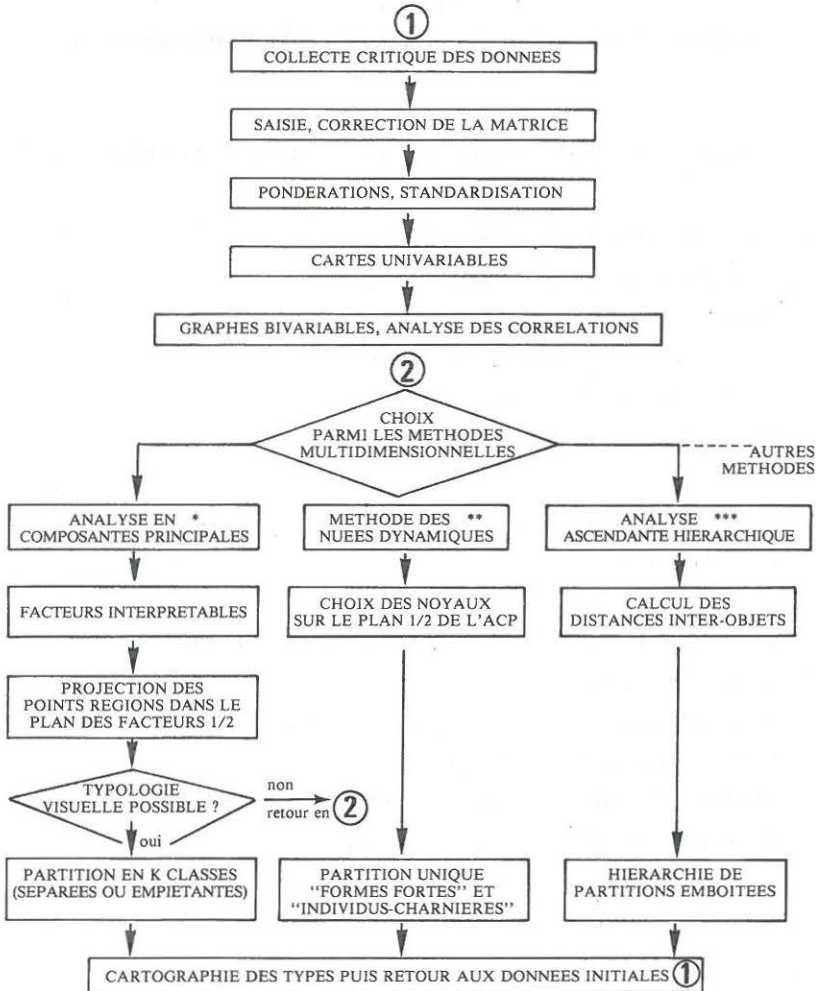 1
COLLECTE CRITIQUE DES DONNEES
SAISIE, CORRECTION DE LA MATRICE
PONDERATIONS, STANDARDISATION
CARTES UNIVARIABLES
GRAPHES BIVARIABLES, ANALYSE DES CORRELATIONS
2
CHOIX
PARMI LES METHODES
MULTIDIMENSIONNELLES
AUTRES
METHODES
ANALYSE EN *
COMPOSANTES PRINCIPALES
METHODE DES **
NUEES DYNAMIQUES
ANALYSE ***
ASCENDANTE HIERARCHIQUE
FACTEURS INTERPRETABLES
CHOIX DES NOYAUX
SUR LE PLAN 1/2 DE L'ACP
CALCUL DES
DISTANCES INTER-OBJETS
PROJECTION DES
POINTS REGIONS DANS LE
PLAN DES FACTEURS 1/2
TYPOLOGIE
VISUELLE POSSIBLE ?
non
retour en 2
oui
PARTITION EN K CLASSES
(SEPAREES OU EMPIETANTES)
PARTITION UNIQUE
"FORMES FORTES" ET
"INDIVIDUS-CHARNIERES"
HIERARCHIE DE
PARTITIONS EMBOITEES
CARTOGRAPHIE DES TYPES PUIS RETOUR AUX DONNEES INITIALES 1